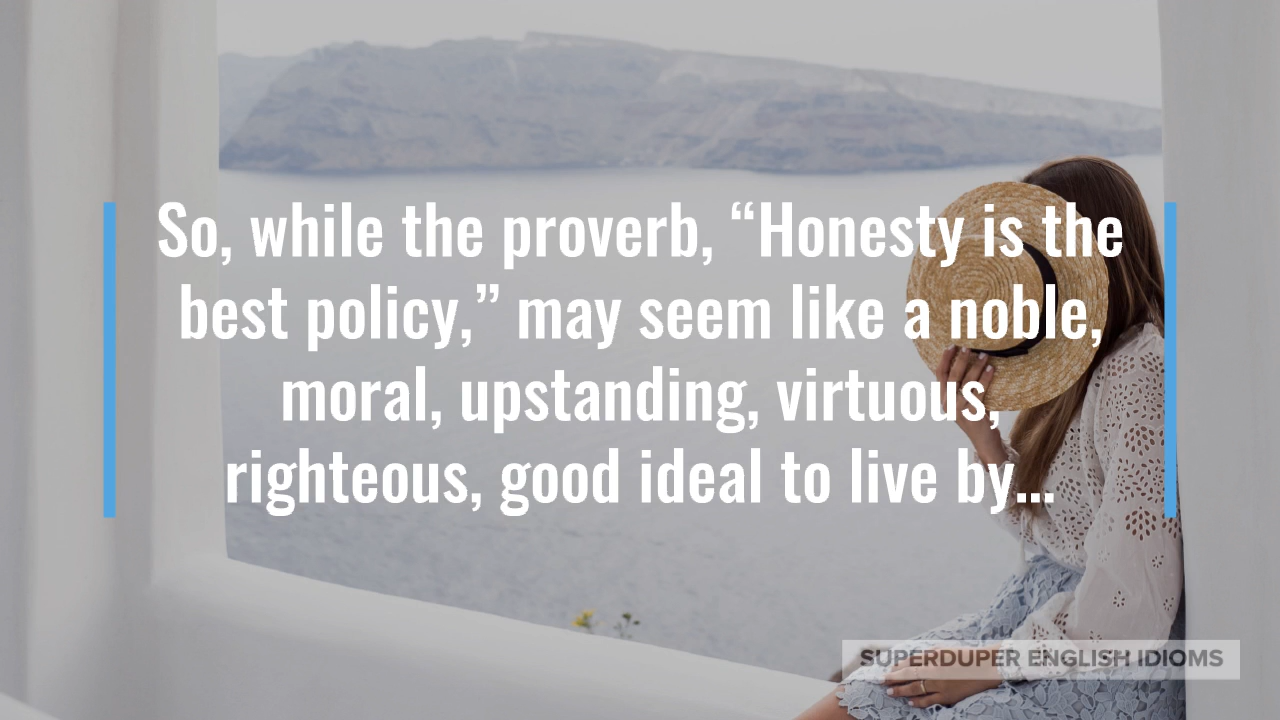 So, while the proverb, “Honesty is the
best policy,” may seem like a noble,
moral, upstanding, virtuous,
righteous, good ideal to live by...
SUPERDUPER ENGLISH IDIOMS